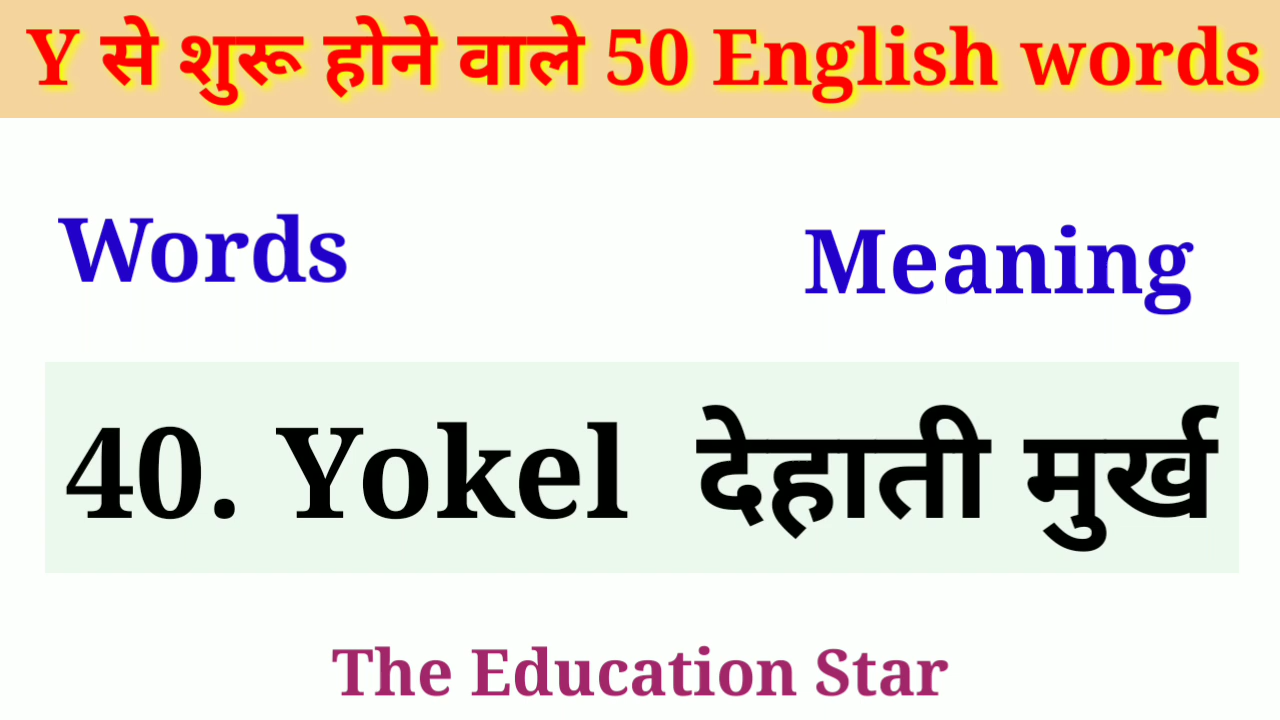 Y से शुरू होने वाले 50 English words
Words Meaning
40. Yokel देहाती मुर्ख
The Education Star